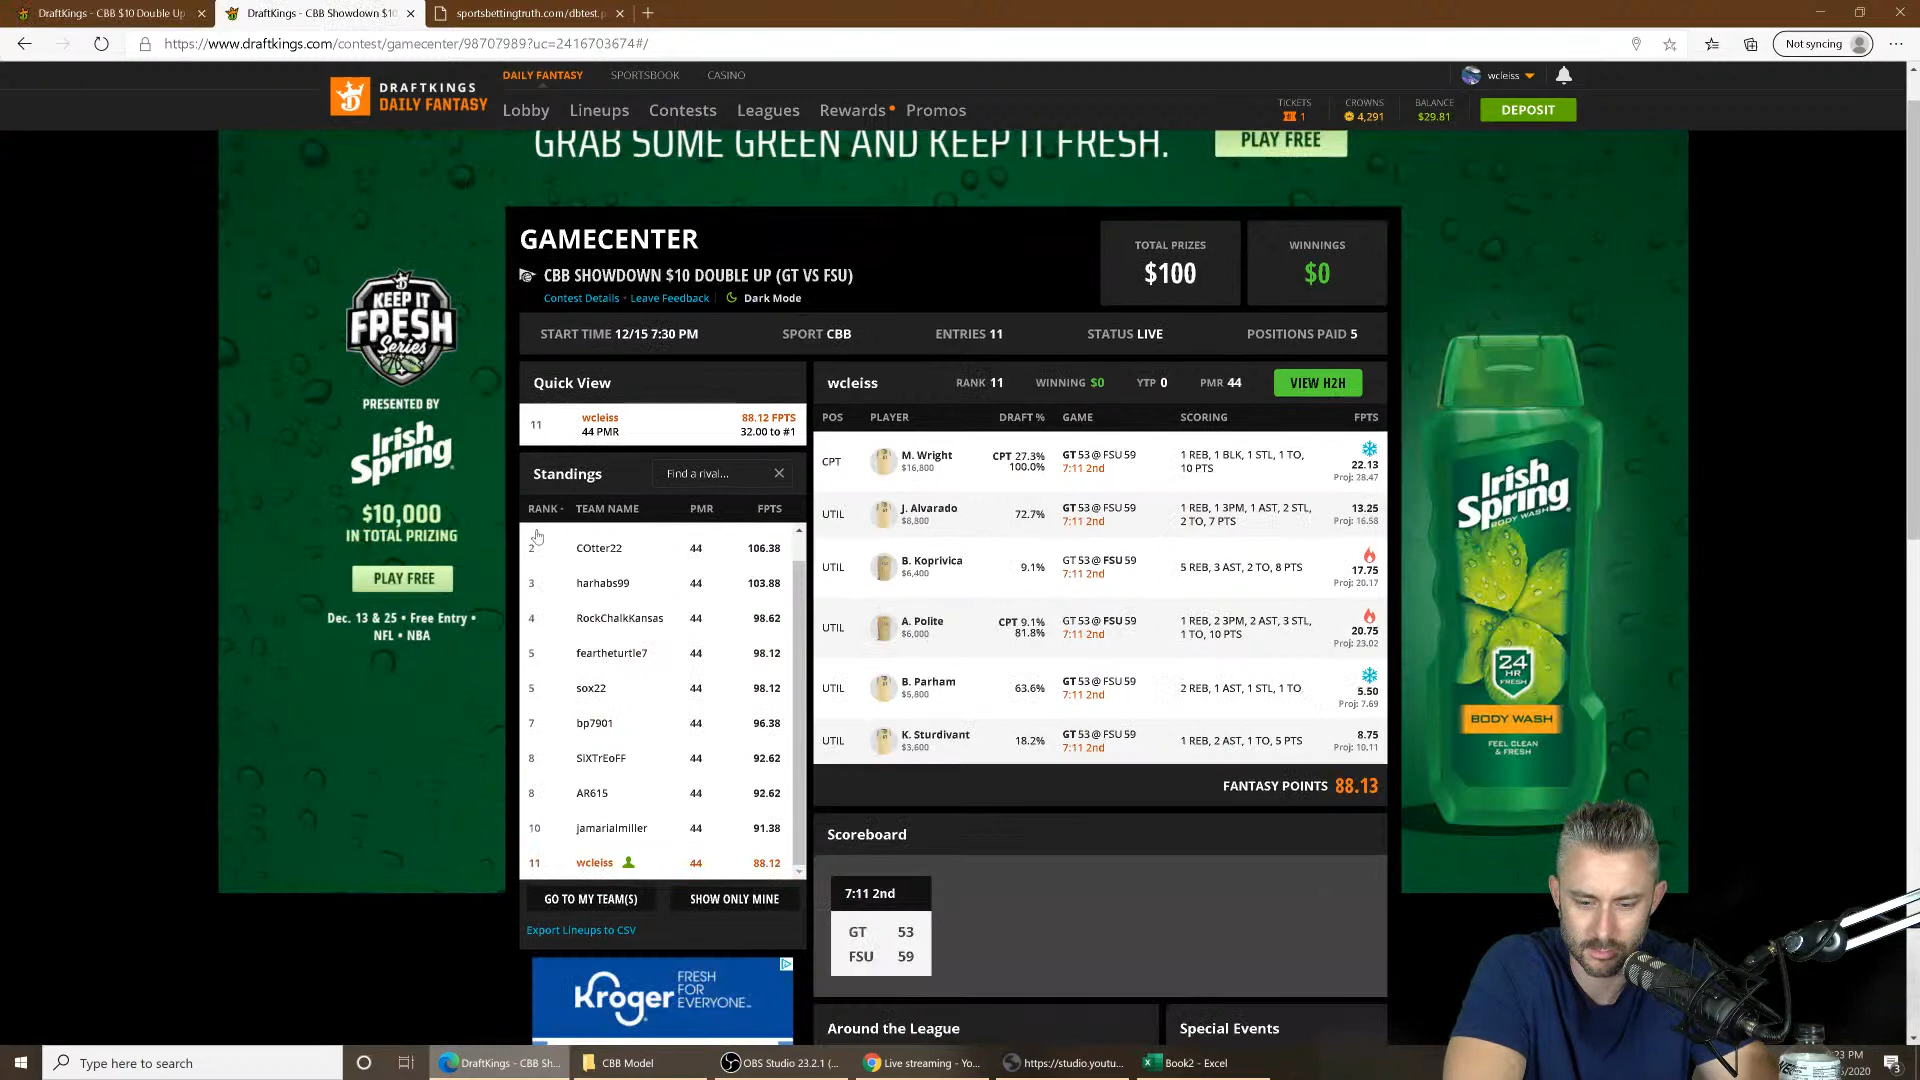 DraftKings - CBB $10 Double Up
DraftKings - CBB Showdown $10
sportsbettingtruth.com/dbtest.p
https://www.draftkings.com/contest/gamecenter/98707989?uc=2416703674#/
Not syncing
DRAFTKINGS
DAILY FANTASY
DAILY FANTASY
SPORTSBOOK
CASINO
Lobby
Lineups
Contests
Leagues
Rewards
Promos
wcleiss
TICKETS
1
CROWNS
4,291
BALANCE
$29.81
DEPOSIT
GRAB SOME GREEN AND KEEP IT FRESH.
PLAY FREE
KEEP IT
FRESH
Series
PRESENTED BY
Irish
Spring
$10,000
IN TOTAL PRIZING
PLAY FREE
Dec. 13 & 25 • Free Entry •
NFL • NBA
GAMECENTER
CBB SHOWDOWN $10 DOUBLE UP (GT VS FSU)
Contest Details • Leave Feedback
Dark Mode
TOTAL PRIZES
$100
WINNINGS
$0
START TIME 12/15 7:30 PM
SPORT CBB
ENTRIES 11
STATUS LIVE
POSITIONS PAID 5
Quick View
11
wcleiss
88.12 FPTS
44 PMR
32.00 to #1
Standings
Find a rival...
RANK
TEAM NAME
PMR
FPTS
2 COtter22 44 106.38
3 harhabs99 44 103.88
4 RockChalkKansas 44 98.62
5 feartheturtle7 44 98.12
5 sox22 44 98.12
7 bp7901 44 96.38
8 SiXTrEoFF 44 92.62
8 AR615 44 92.62
10 jamarialmiller 44 91.38
11 wcleiss 44 88.12
GO TO MY TEAM(S)
SHOW ONLY MINE
Export Lineups to CSV
Kroger
FRESH
FOR
EVERYONE
wcleiss
RANK 11
WINNING $0
YTP 0
PMR 44
VIEW H2H
POS
PLAYER
DRAFT %
GAME
SCORING
FPTS
CPT
M. Wright
$16,800
CPT 27.3%
100.0%
GT 53 @ FSU 59
7:11 2nd
1 REB, 1 BLK, 1 STL, 1 TO,
10 PTS
22.13
Proj: 28.47
UTIL
J. Alvarado
$8,800
72.7%
GT 53 @ FSU 59
7:11 2nd
1 REB, 1 3PM, 1 AST, 2 STL,
2 TO, 7 PTS
13.25
Proj: 16.58
UTIL
B. Koprivica
$6,400
9.1%
GT 53 @ FSU 59
7:11 2nd
5 REB, 3 AST, 2 TO, 8 PTS
17.75
Proj: 20.17
UTIL
A. Polite
$6,000
CPT 9.1%
81.8%
GT 53 @ FSU 59
7:11 2nd
1 REB, 2 3PM, 2 AST, 3 STL,
1 TO, 10 PTS
20.75
Proj: 23.02
UTIL
B. Parham
$5,800
63.6%
GT 53 @ FSU 59
7:11 2nd
2 REB, 1 AST, 1 STL, 1 TO
5.50
Proj: 7.69
UTIL
K. Sturdivant
$3,600
18.2%
GT 53 @ FSU 59
7:11 2nd
1 REB, 2 AST, 1 TO, 5 PTS
8.75
Proj: 10.11
FANTASY POINTS 88.13
Scoreboard
7:11 2nd
GT 53
FSU 59
Around the League
Special Events
Irish
Spring
BODY WASH
24
HR
FRESH
BODY WASH
FEEL CLEAN
& FRESH
Type here to search
DraftKings - CBB Sh...
CBB Model
OBS Studio 23.2.1 (...
Live streaming - Yo...
https://studio.youtu...
Book2 - Excel
23 PM
/2020
3